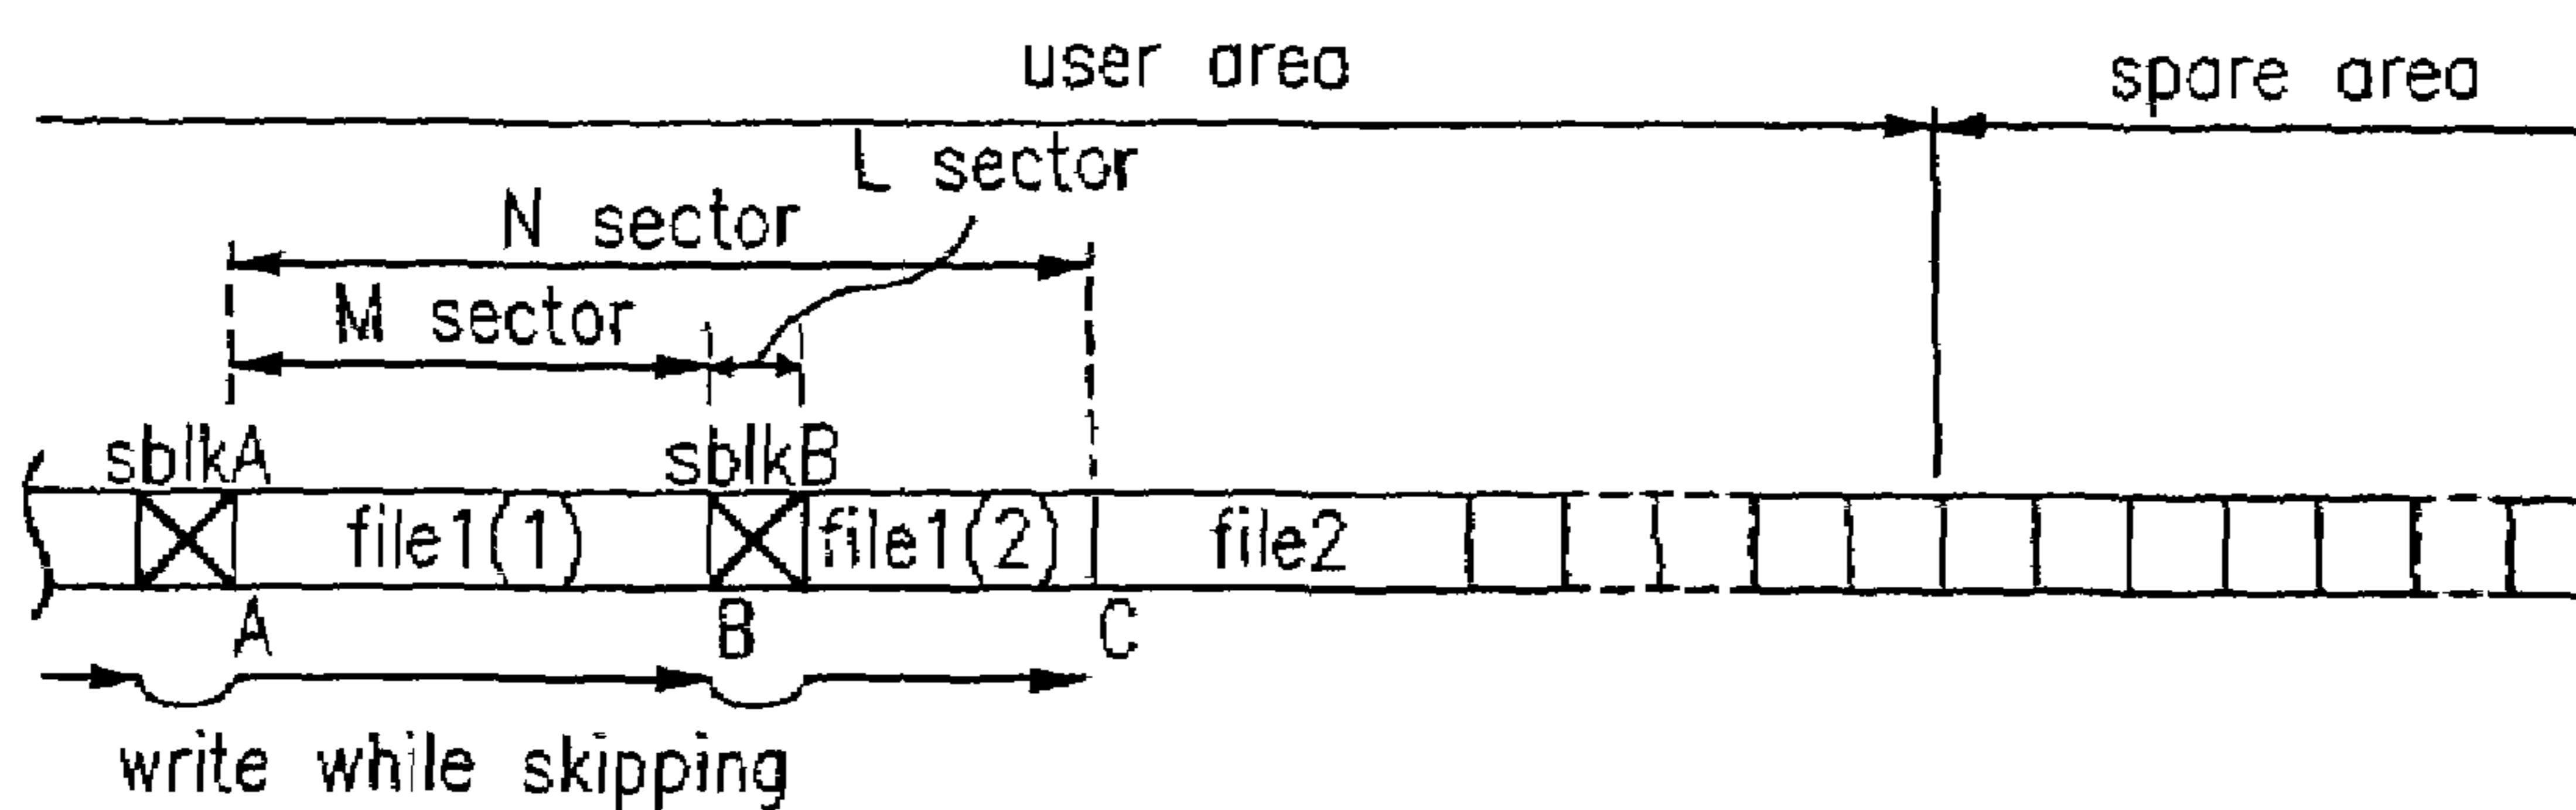 user area
spare area
L sector
N sector
M sector
sblkA
sblkB
file1(1)
file1(2)
file2
A
B
C
write while skipping